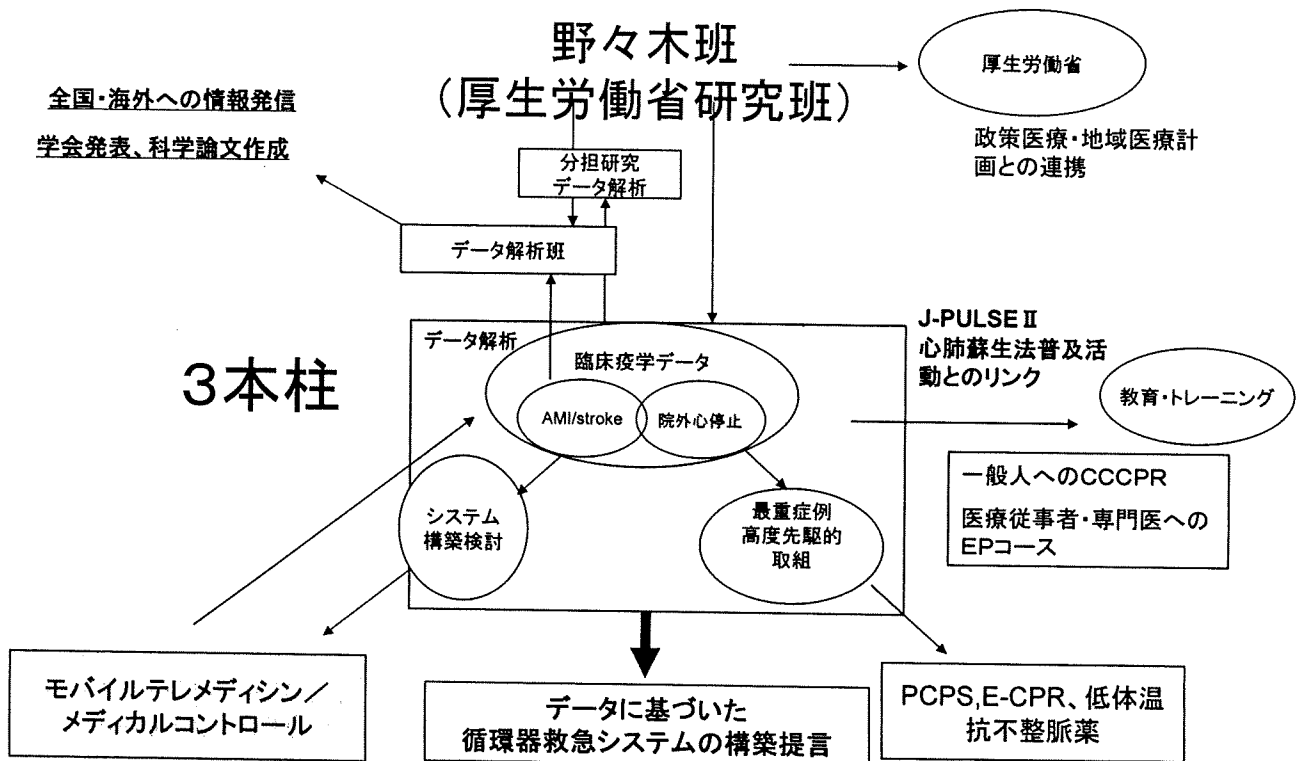 野々木班
(厚生労働省研究班)
厚生労働省
政策医療・地域医療計
画との連携
全国・海外への情報発信
学会発表、科学論文作成
分担研究
データ解析
データ解析班
3本柱
データ解析
臨床疫学データ
AMI/stroke
院外心停止
システム
構築検討
最重症例
高度先駆的
取組
J-PULSEⅡ
心肺蘇生法普及活
動とのリンク
教育・トレーニング
一般人へのCCCPR
医療従事者・専門医への
EPコース
モバイルテレメディシン/
メディカルコントロール
データに基づいた
循環器救急システムの構築提言
PCPS,E-CPR、低体温
抗不整脈薬